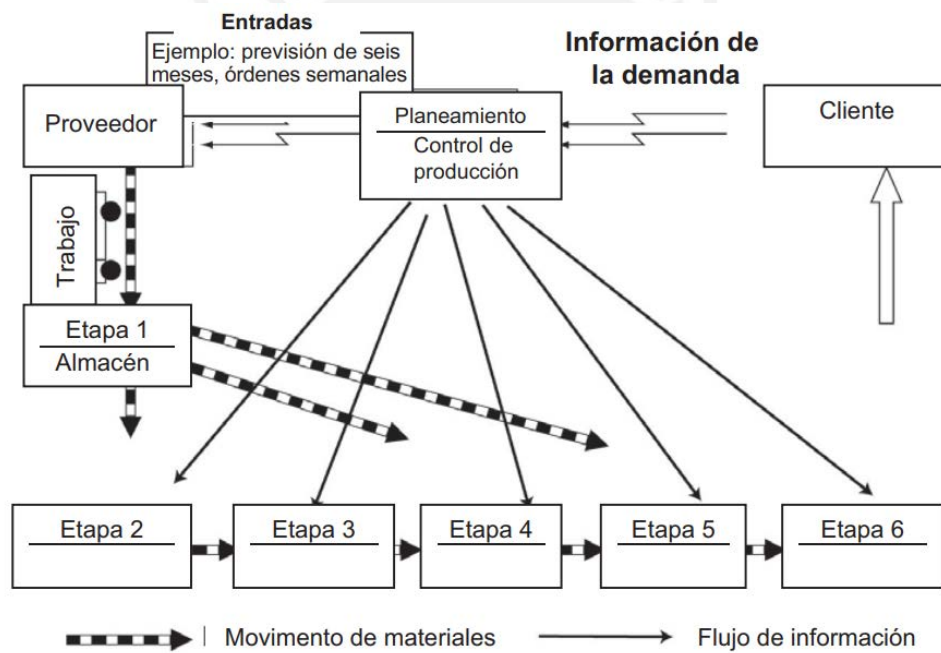 Entradas
Ejemplo: previsión de seis
meses, órdenes semanales
Información de
la demanda
Proveedor
Planeamiento
Control de
producción
Cliente
Trabajo
Etapa 1
Almacén
Etapa 2
Etapa 3
Etapa 4
Etapa 5
Etapa 6
Movimento de materiales
Flujo de información